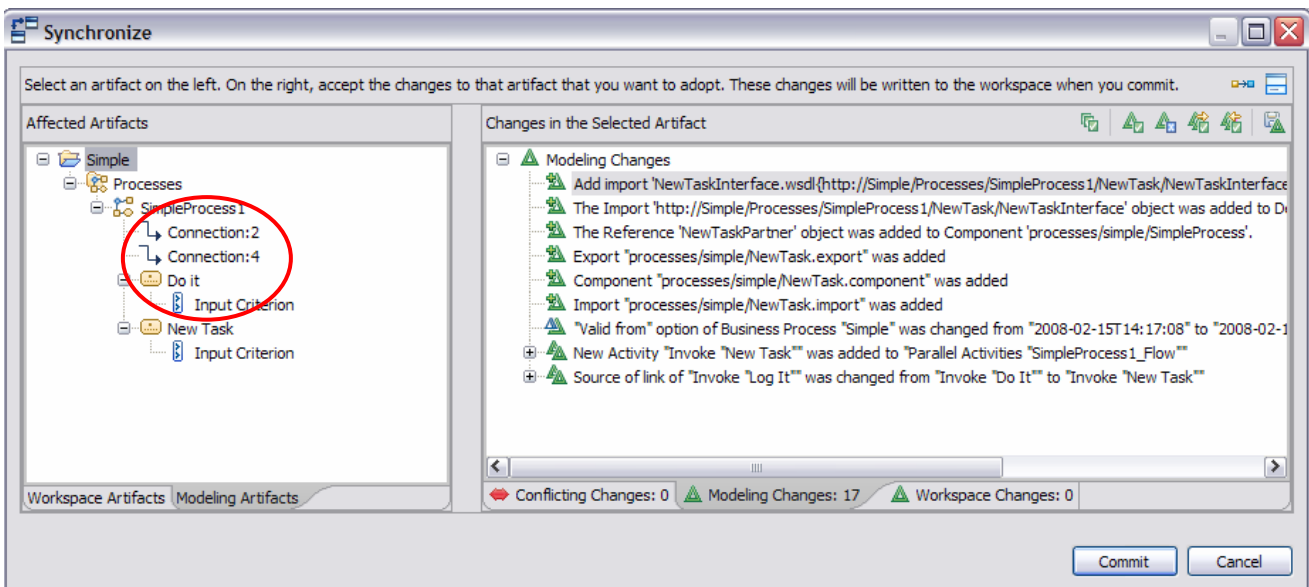 Synchronize
Select an artifact on the left. On the right, accept the changes to that artifact that you want to adopt. These changes will be written to the workspace when you commit.
Affected Artifacts
Simple
Processes
SimpleProcess1
Connection:2
Connection:4
Do it
Input Criterion
New Task
Input Criterion
Workspace Artifacts Modeling Artifacts
Changes in the Selected Artifact
Modeling Changes
Add import 'NewTaskInterface.wsdl{http://Simple/Processes/SimpleProcess1/NewTask/NewTaskInterface
The Import 'http://Simple/Processes/SimpleProcess1/NewTask/NewTaskInterface' object was added to D
The Reference 'NewTaskPartner' object was added to Component 'processes/simple/SimpleProcess'.
Export "processes/simple/NewTask.export" was added
Component "processes/simple/NewTask.component" was added
Import "processes/simple/NewTask.import" was added
"Valid from" option of Business Process "Simple" was changed from "2008-02-15T14:17:08" to "2008-02-1
New Activity "Invoke "New Task"" was added to "Parallel Activities "SimpleProcess1_Flow""
Source of link of "Invoke "Log It"" was changed from "Invoke "Do It"" to "Invoke "New Task""
Conflicting Changes: 0 Modeling Changes: 17 Workspace Changes: 0
Commit Cancel